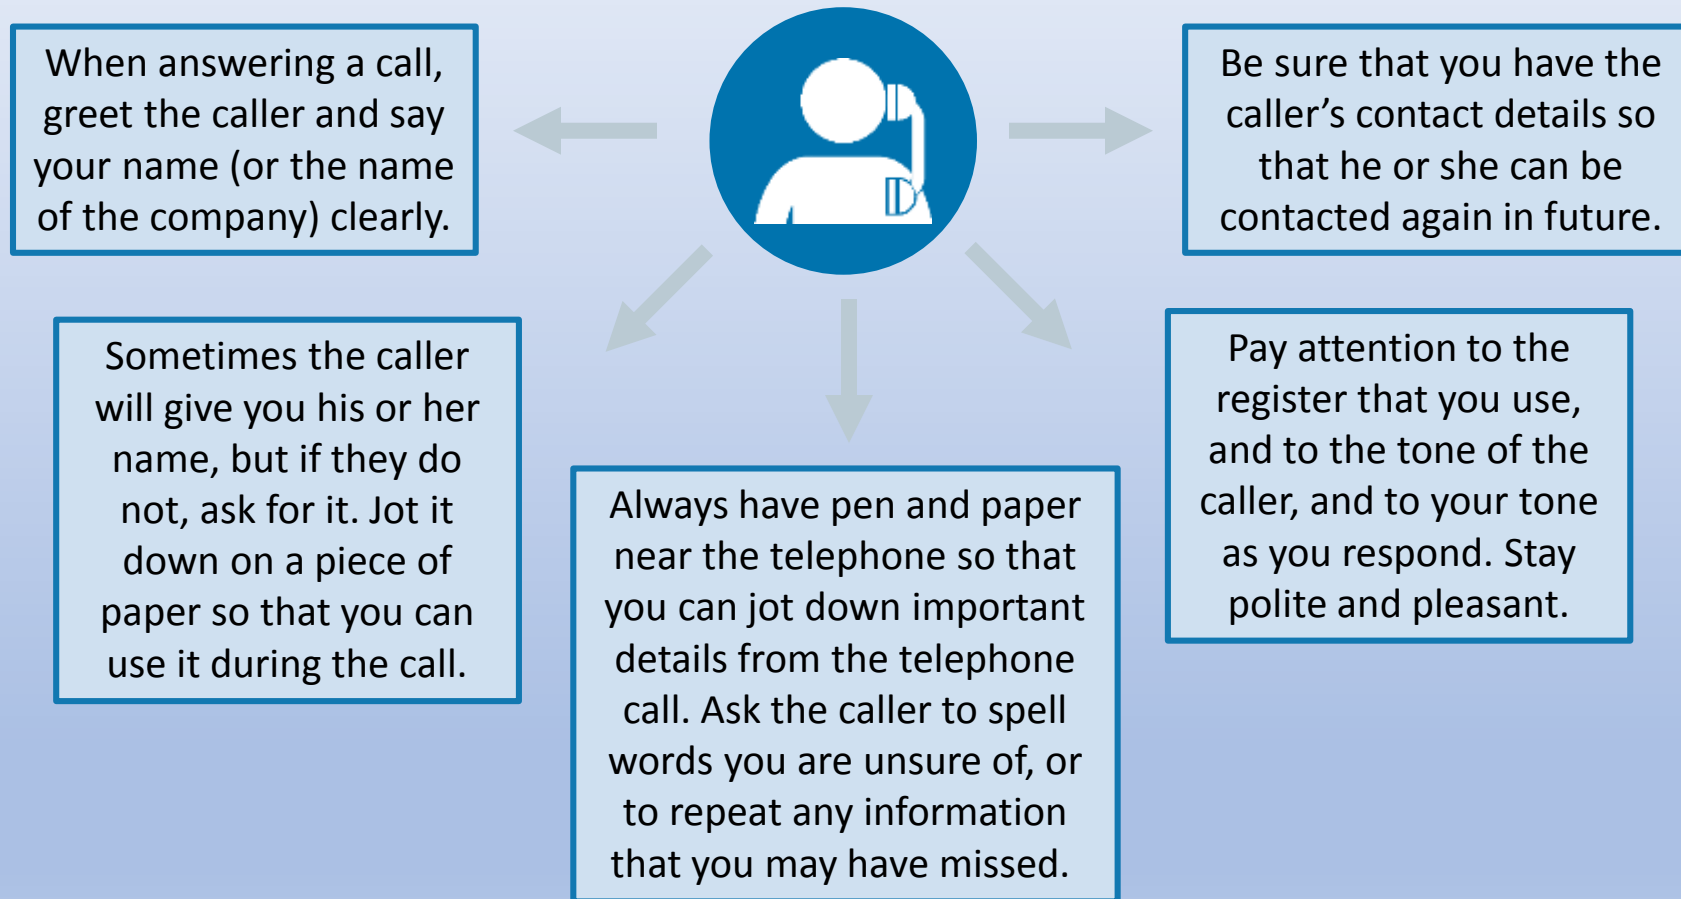 When answering a call,
greet the caller and say
your name (or the name
of the company) clearly.
Sometimes the caller
will give you his or her
name, but if they do
not, ask for it. Jot it
down on a piece of
paper so that you can
use it during the call.
Always have pen and paper
near the telephone so that
you can jot down important
details from the telephone
call. Ask the caller to spell
words you are unsure of, or
to repeat any information
that you may have missed.
Pay attention to the
register that you use,
and to the tone of the
caller, and to your tone
as you respond. Stay
polite and pleasant.
Be sure that you have the
caller’s contact details so
that he or she can be
contacted again in future.